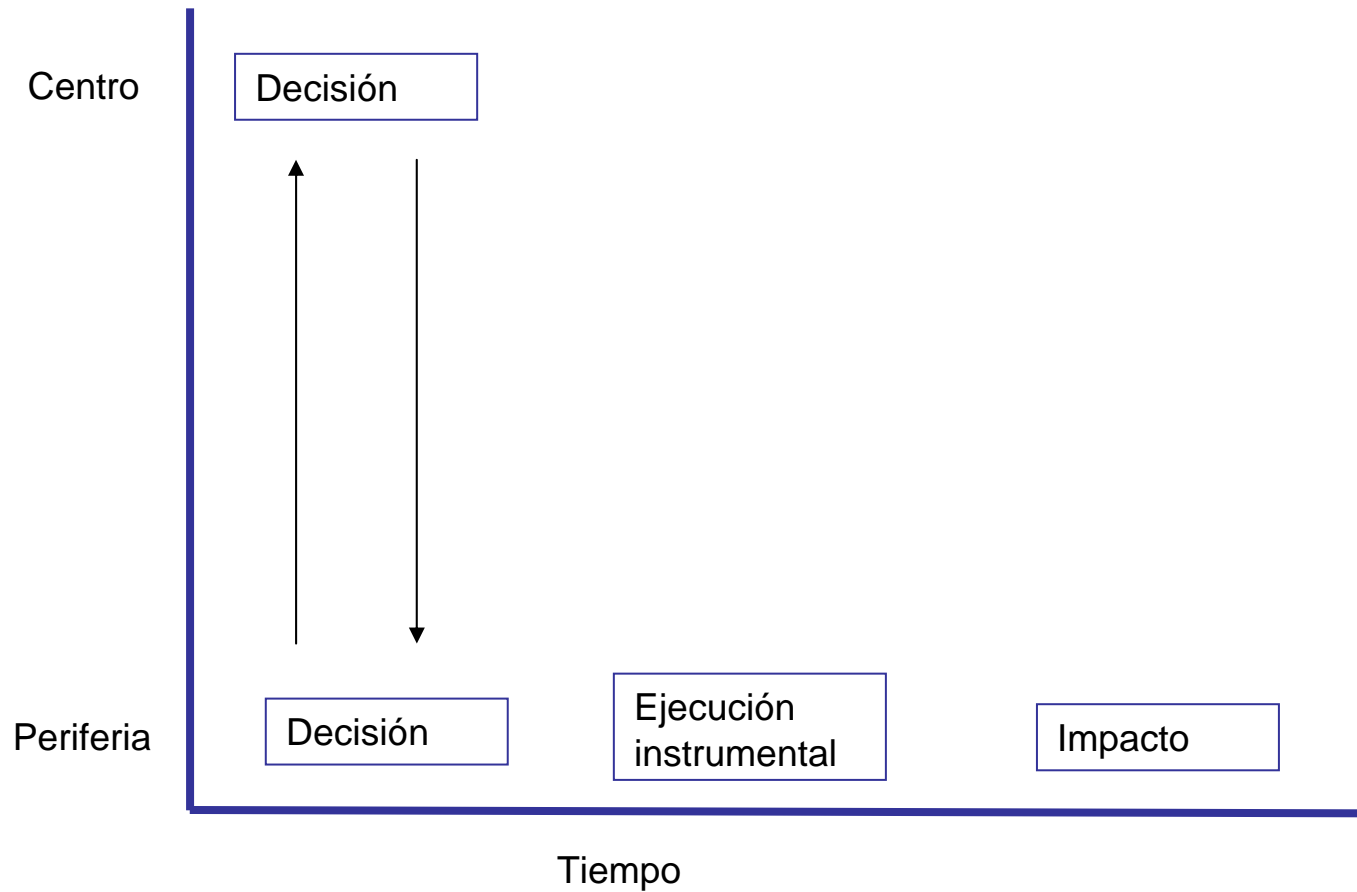 Centro
Decisión
Periferia
Decisión
Ejecución
instrumental
Impacto
Tiempo